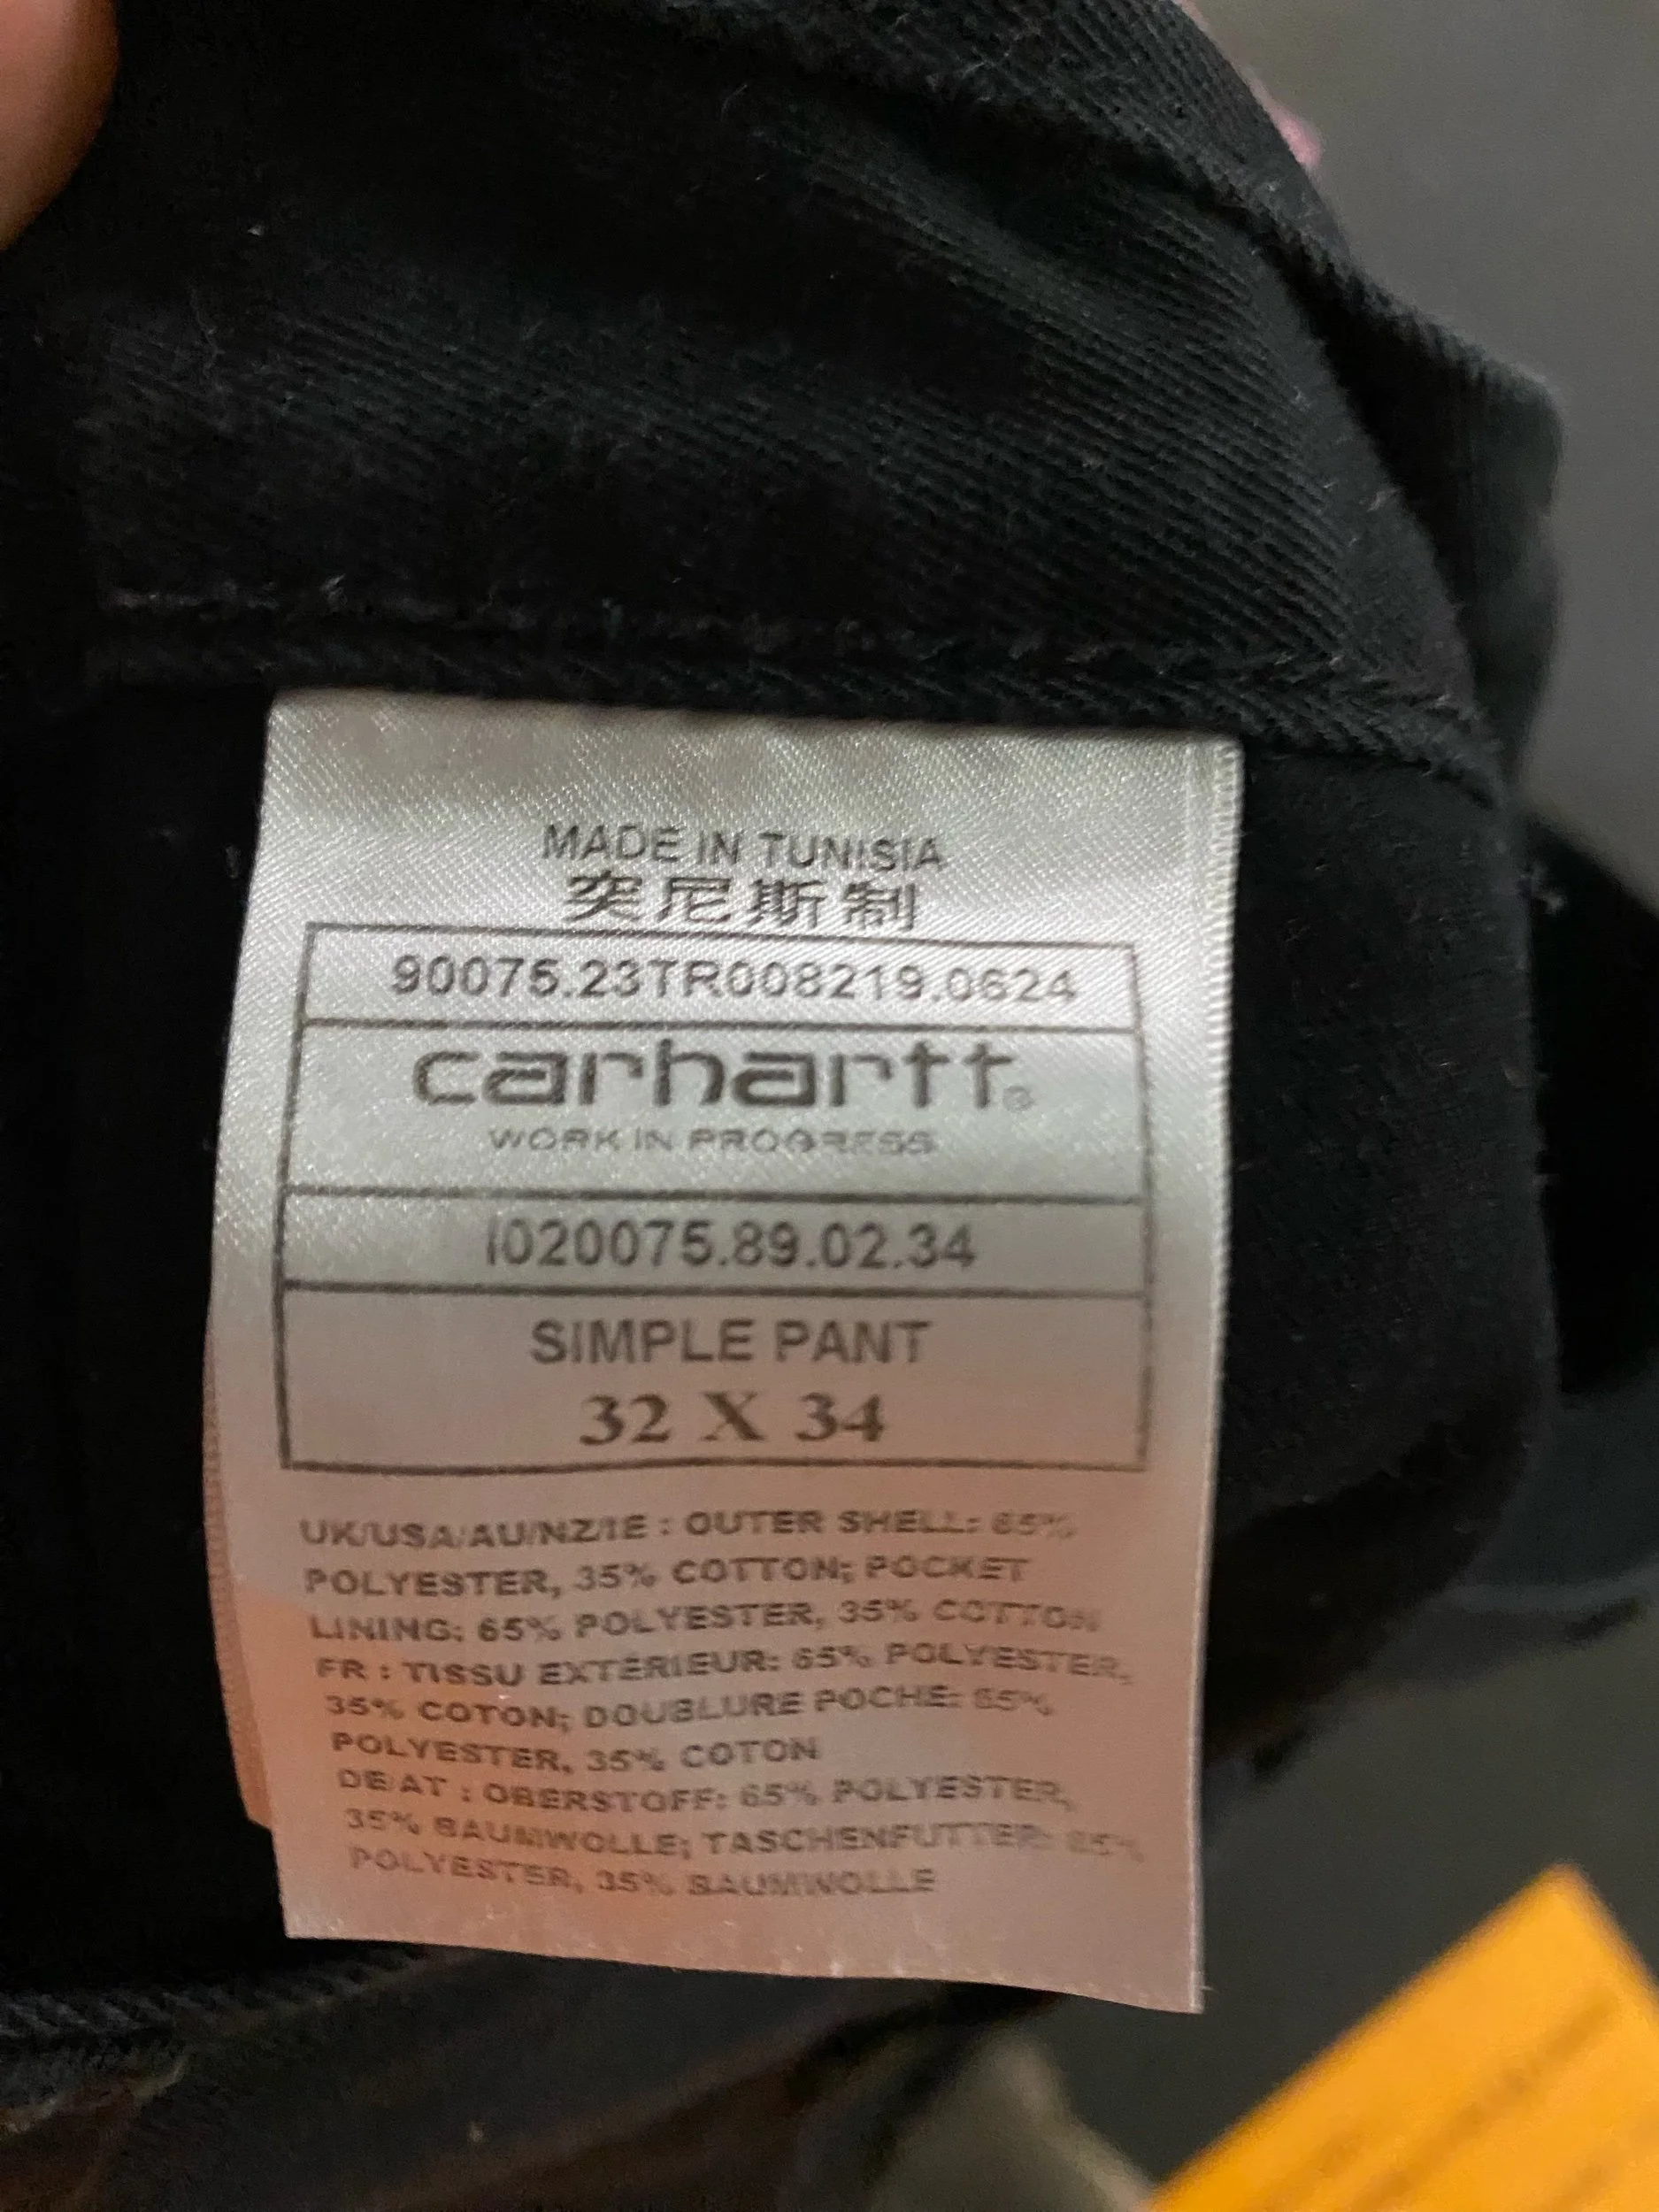 MADE IN TUNISIA
突尼斯制
90075.23TR008219.0624
carhartt®
WORK IN PROGRESS
I020075.89.02.34
SIMPLE PANT
32 X 34
UK/USA/AU/NZ/IE : OUTER SHELL: 65%
POLYESTER, 35% COTTON; POCKET
LINING: 65% POLYESTER, 35% COTTON
FR : TISSU EXTÉRIEUR: 65% POLYESTER,
35% COTON; DOUBLURE POCHE: 65%
POLYESTER, 35% COTON
DE/AT : OBERSTOFF: 65% POLYESTER,
35% BAUMWOLLE; TASCHENFUTTER: 65%
POLYESTER, 35% BAUMWOLLE